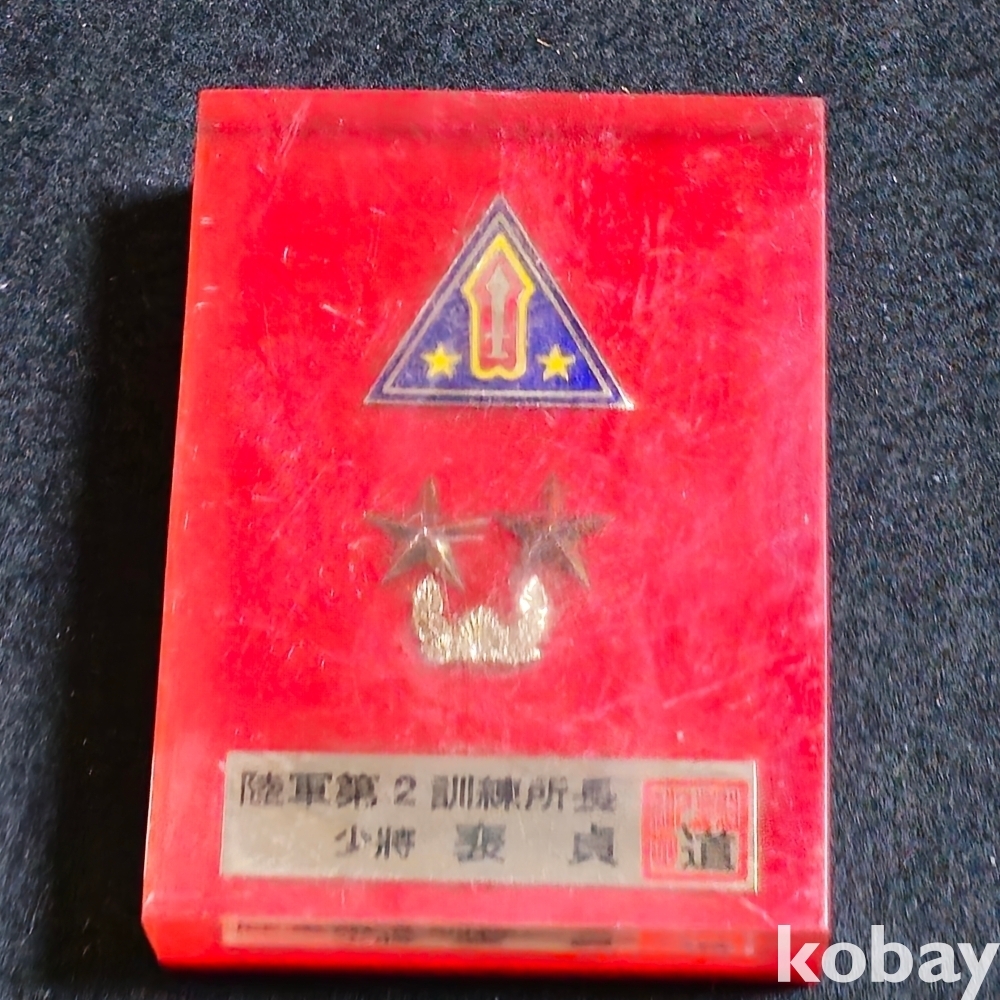 陸軍第2訓練所長
少將 裵 貞 道
kobay